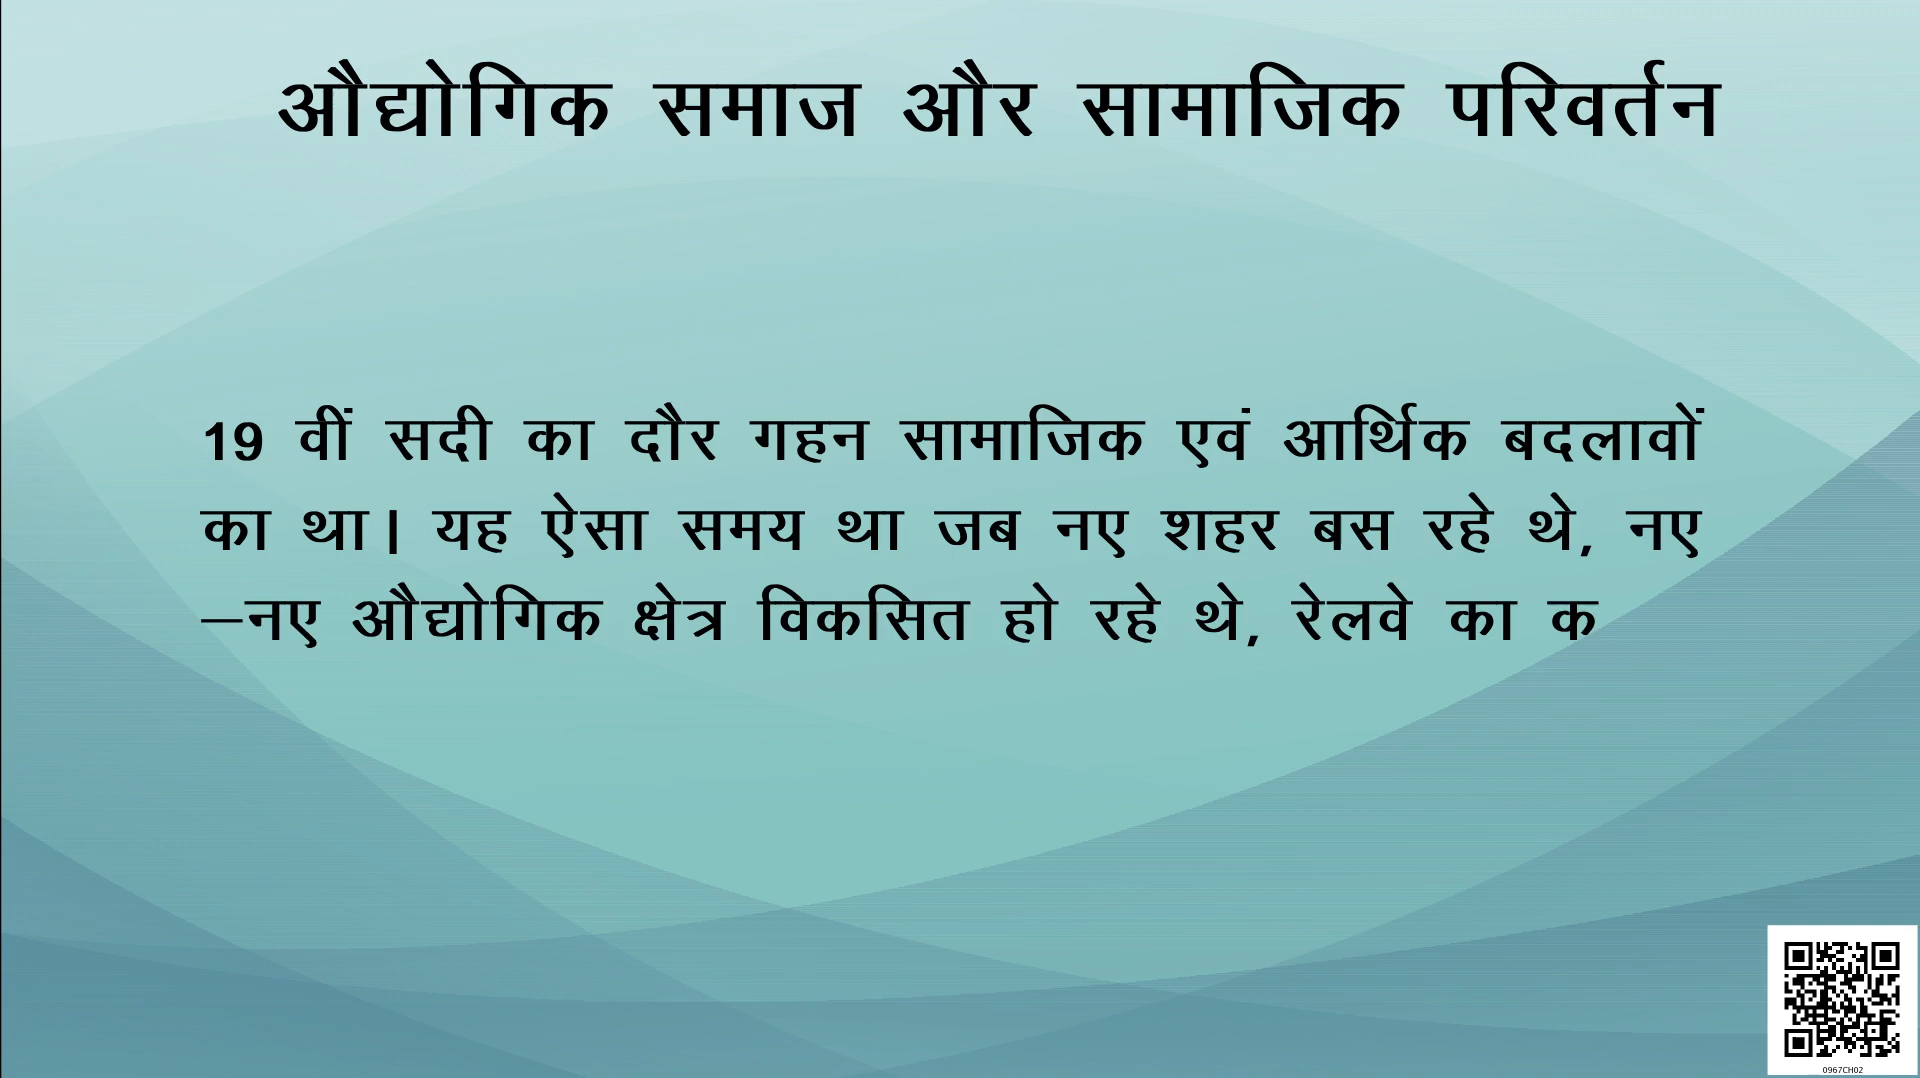 औद्योगिक समाज और सामाजिक परिवर्तन
19 वीं सदी का दौर गहन सामाजिक एवं आर्थिक बदलावों
का था। यह ऐसा समय था जब नए शहर बस रहे थे, नए
–नए औद्योगिक क्षेत्र विकसित हो रहे थे, रेलवे का क
0967CH02